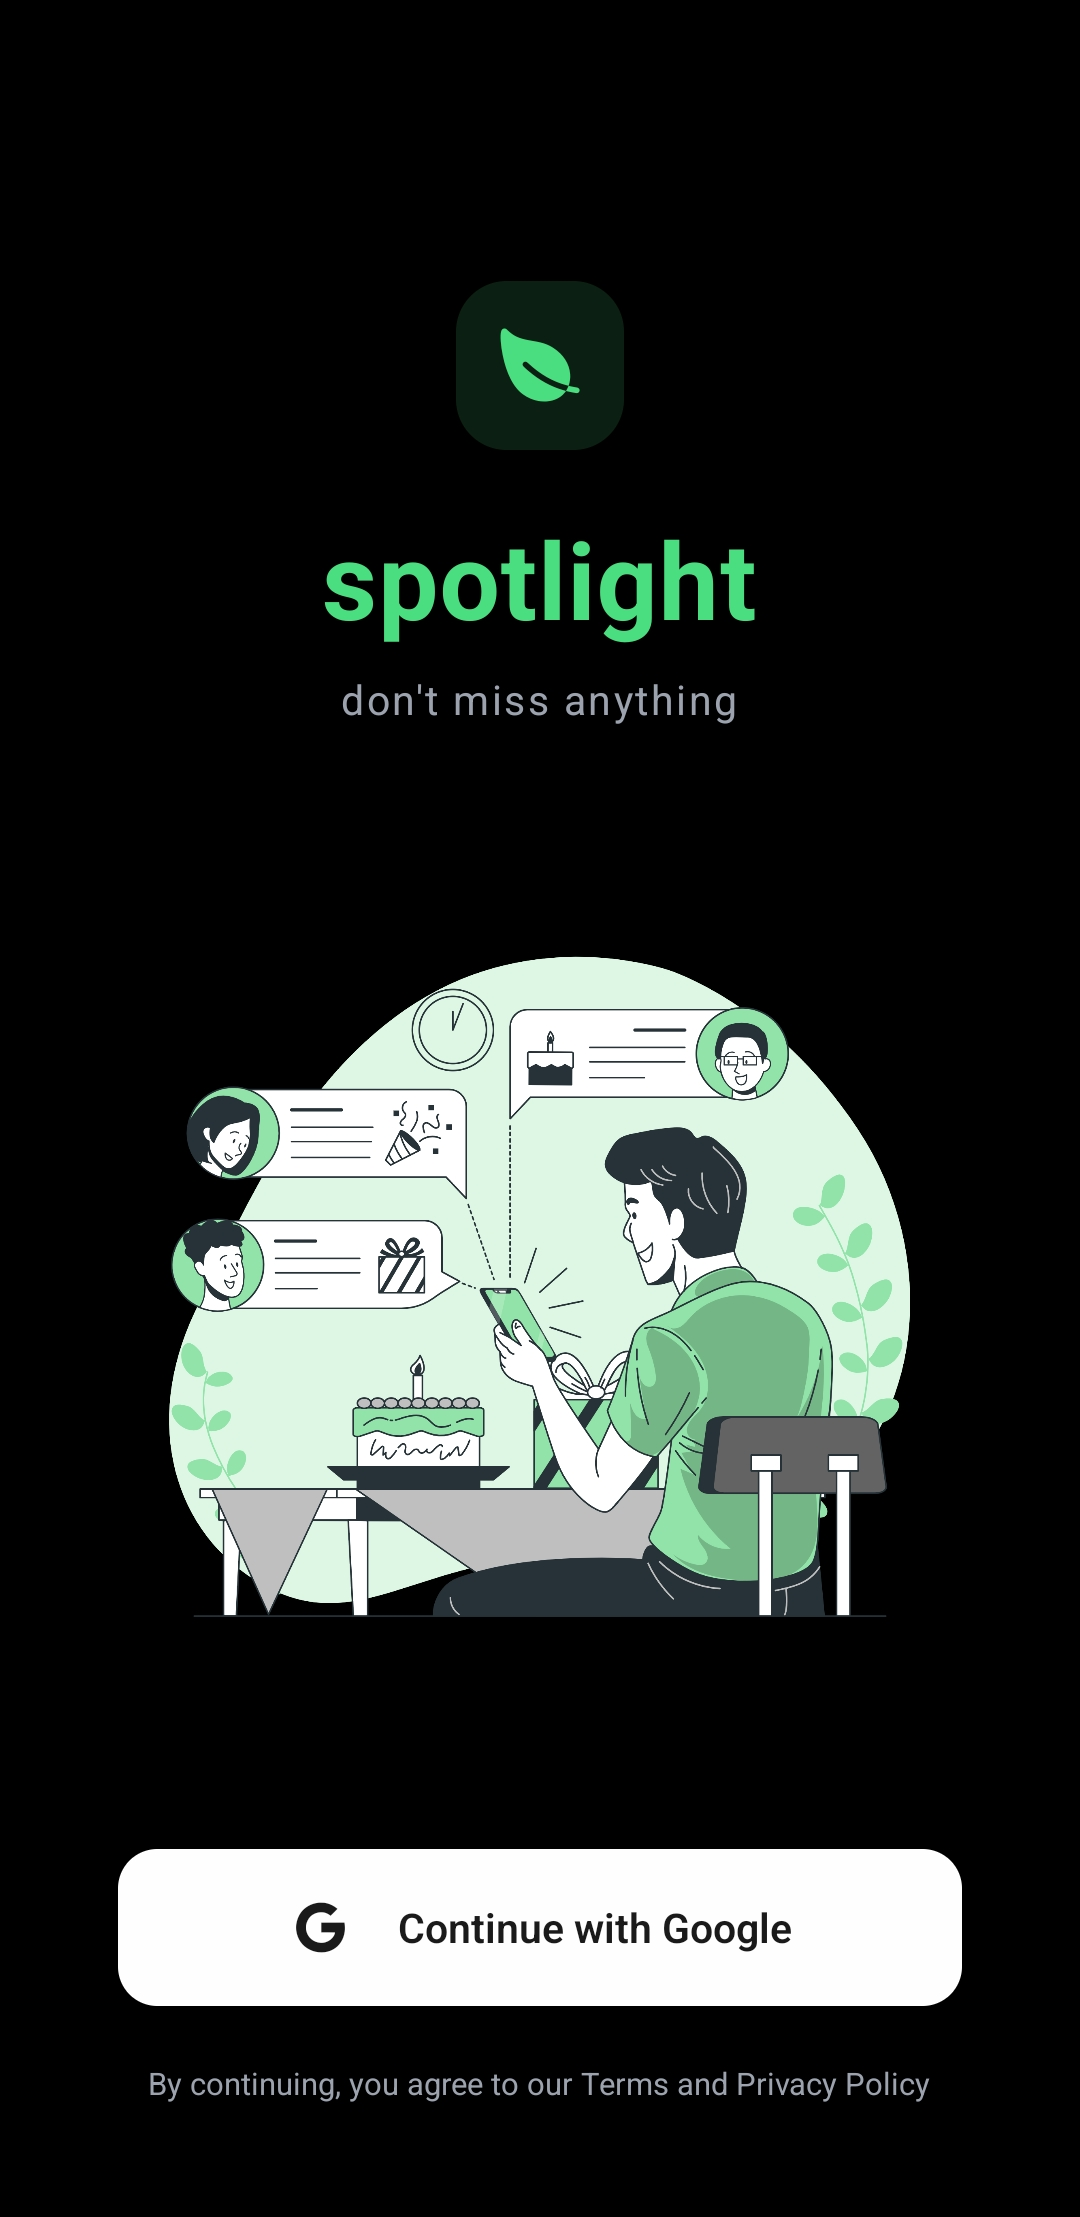 spotlight
don't miss anything
Continue with Google
By continuing, you agree to our Terms and Privacy Policy